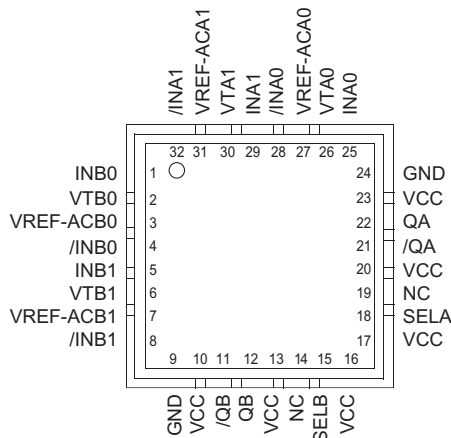 /INA1
VREF-ACA1
VTA1
INA1
/INA0
VREF-ACA0
VTA0
INA0
32 31 30 29 28 27 26 25
INB0 1 24 GND
VTB0 2 23 VCC
VREF-ACB0 3 22 QA
/INB0 4 21 /QA
INB1 5 20 VCC
VTB1 6 19 NC
VREF-ACB1 7 18 SELA
/INB1 8 17 VCC
9 10 11 12 13 14 15 16
GND
VCC
/QB
QB
VCC
NC
SELB
VCC